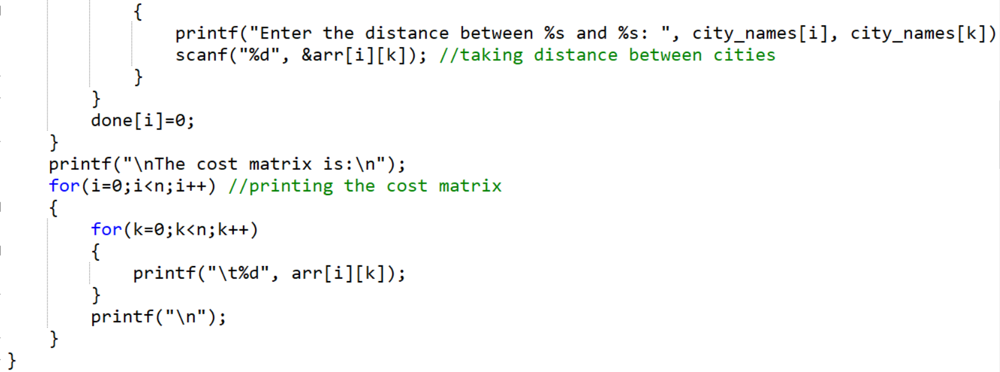 {
printf("Enter the distance between %s and %s: ", city_names[i], city_names[k])
scanf("%d", &arr[i][k]); //taking distance between cities
}
}
done[i]=0;
}
printf("\nThe cost matrix is:\n");
for(i=0;i<n;i++) //printing the cost matrix
{
for(k=0;k<n;k++)
{
printf("\t%d", arr[i][k]);
}
printf("\n");
}
}